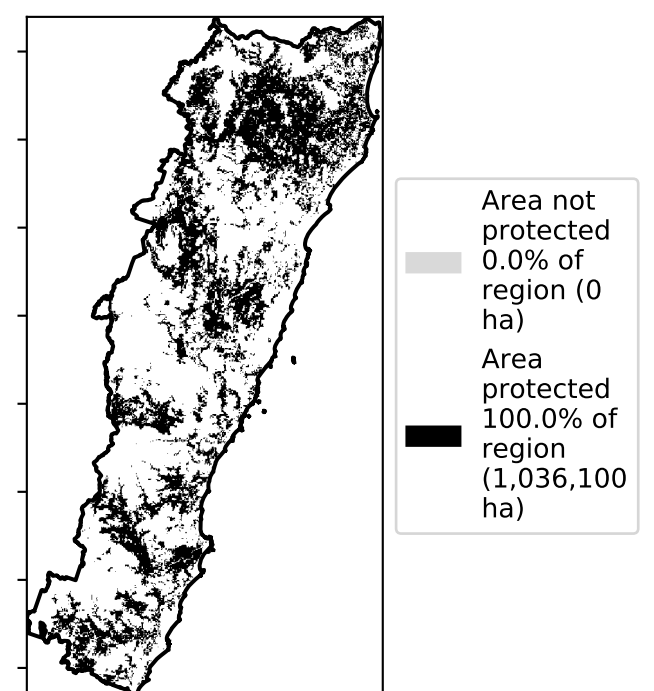 Area not
protected
0.0% of
region (0
ha)
Area
protected
100.0% of
region
(1,036,100
ha)